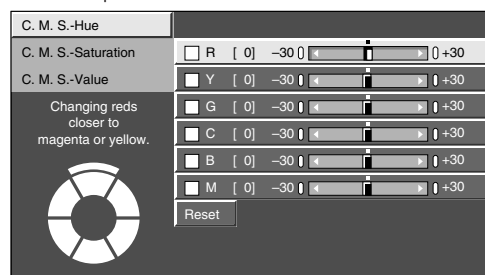 C. M. S.-Hue
C. M. S.-Saturation
C. M. S.-Value
Changing reds
closer to
magenta or yellow.
R [ 0] –30 +30
Y [ 0] –30 +30
G [ 0] –30 +30
C [ 0] –30 +30
B [ 0] –30 +30
M [ 0] –30 +30
Reset